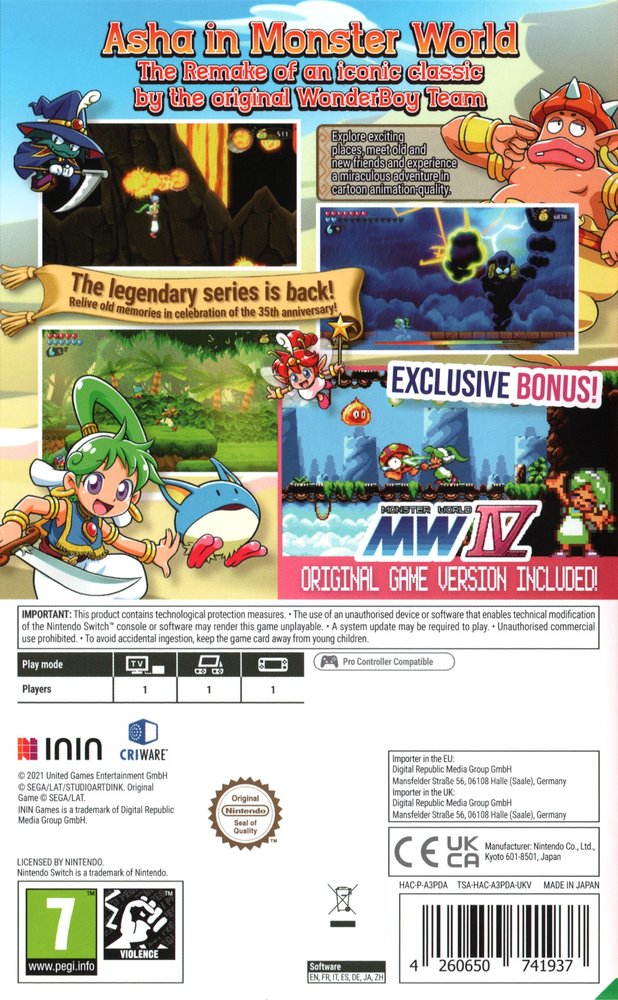 Asha in Monster World
The Remake of an iconic classic
by the original WonderBoy Team
511
Explore exciting
places, meet old and
new friends and experience
a miraculous adventure in
cartoon animation-quality.
6838
9
The legendary series is back!
Relive old memories in celebration of the 35th anniversary!
EXCLUSIVE BONUS!
MONSTER WORLD
MW IV
ORIGINAL GAME VERSION INCLUDED!
IMPORTANT: This product contains technological protection measures. • The use of an unauthorised device or software that enables technical modification
of the Nintendo Switch™ console or software may render this game unplayable. • A system update may be required to play. • Unauthorised commercial
use prohibited. • To avoid accidental ingestion, keep the game card away from young children.
Play mode TV
Players 1 1 1
Pro Controller Compatible
ININ
CRIWARE™
© 2021 United Games Entertainment GmbH
© SEGA/LAT/STUDIOARTDINK. Original
Game © SEGA/LAT.
ININ Games is a trademark of Digital Republic
Media Group GmbH.
Original
Nintendo
Seal of
Quality
TM
Importer in the EU:
Digital Republic Media Group GmbH
Mansfelder Straße 56, 06108 Halle (Saale), Germany
Importer in the UK:
Digital Republic Media Group GmbH
Mansfelder Straße 56, 06108 Halle (Saale), Germany
CE UK CA
Manufacturer: Nintendo Co., Ltd.,
Kyoto 601-8501, Japan
LICENSED BY NINTENDO.
Nintendo Switch is a trademark of Nintendo.
HAC-P-A3PDA TSA-HAC-A3PDA-UKV MADE IN JAPAN
7
™
www.pegi.info
VIOLENCE
Software
EN, FR, IT, ES, DE, JA, ZH
4 260650 741937